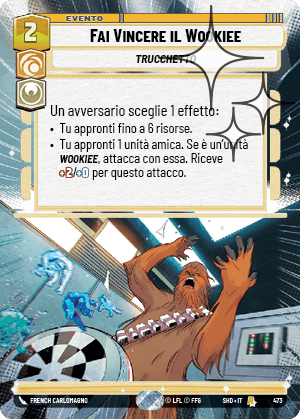 EVENTO
2
FAI VINCERE IL WOOKIEE
TRUCCHETTO
Un avversario sceglie 1 effetto:
• Tu appronti fino a 6 risorse.
• Tu appronti 1 unità amica. Se è un'unità
WOOKIEE, attacca con essa. Riceve
+2/+0 per questo attacco.
FRENCH CARLOMAGNO
© LFL © FFG
SHD • IT
473